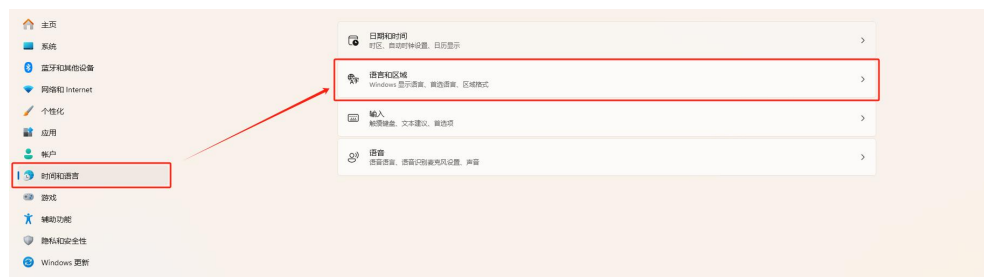 主页
系统
蓝牙和其他设备
网络和 Internet
个性化
应用
帐户
时间和语言
游戏
辅助功能
隐私和安全性
Windows 更新
日期和时间
时区、自动时钟设置、日历显示
语言和区域
Windows 显示语言、首选语言、区域格式
输入
触摸键盘、文本建议、首选项
语音
语音语言、语音识别麦克风设置、声音